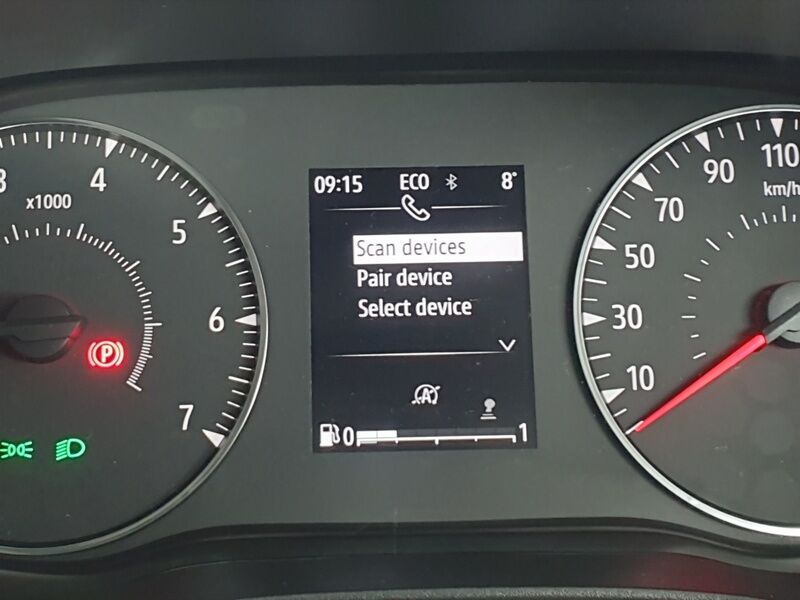 09:15 ECO 8°
Scan devices
Pair device
Select device
0 1
3 4 5 6 7
x1000
P
A
10 30 50 70 90 110
km/h